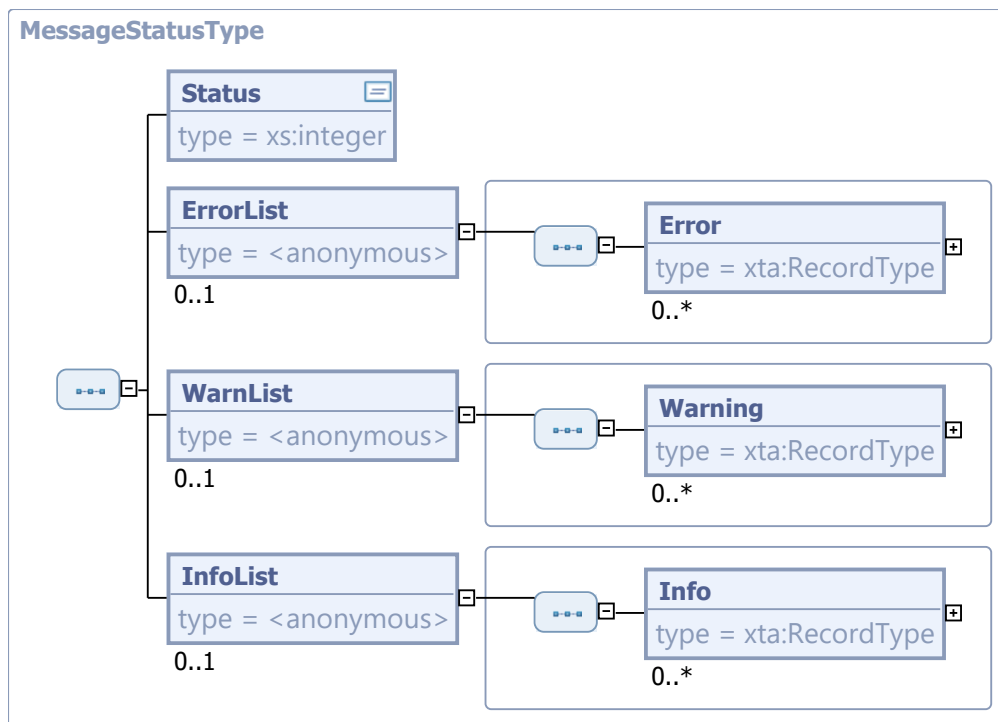 MessageStatusType
Status
type = xs:integer
ErrorList
type = <anonymous>
0..1
Error
type = xta:RecordType
0..*
WarnList
type = <anonymous>
0..1
Warning
type = xta:RecordType
0..*
InfoList
type = <anonymous>
0..1
Info
type = xta:RecordType
0..*